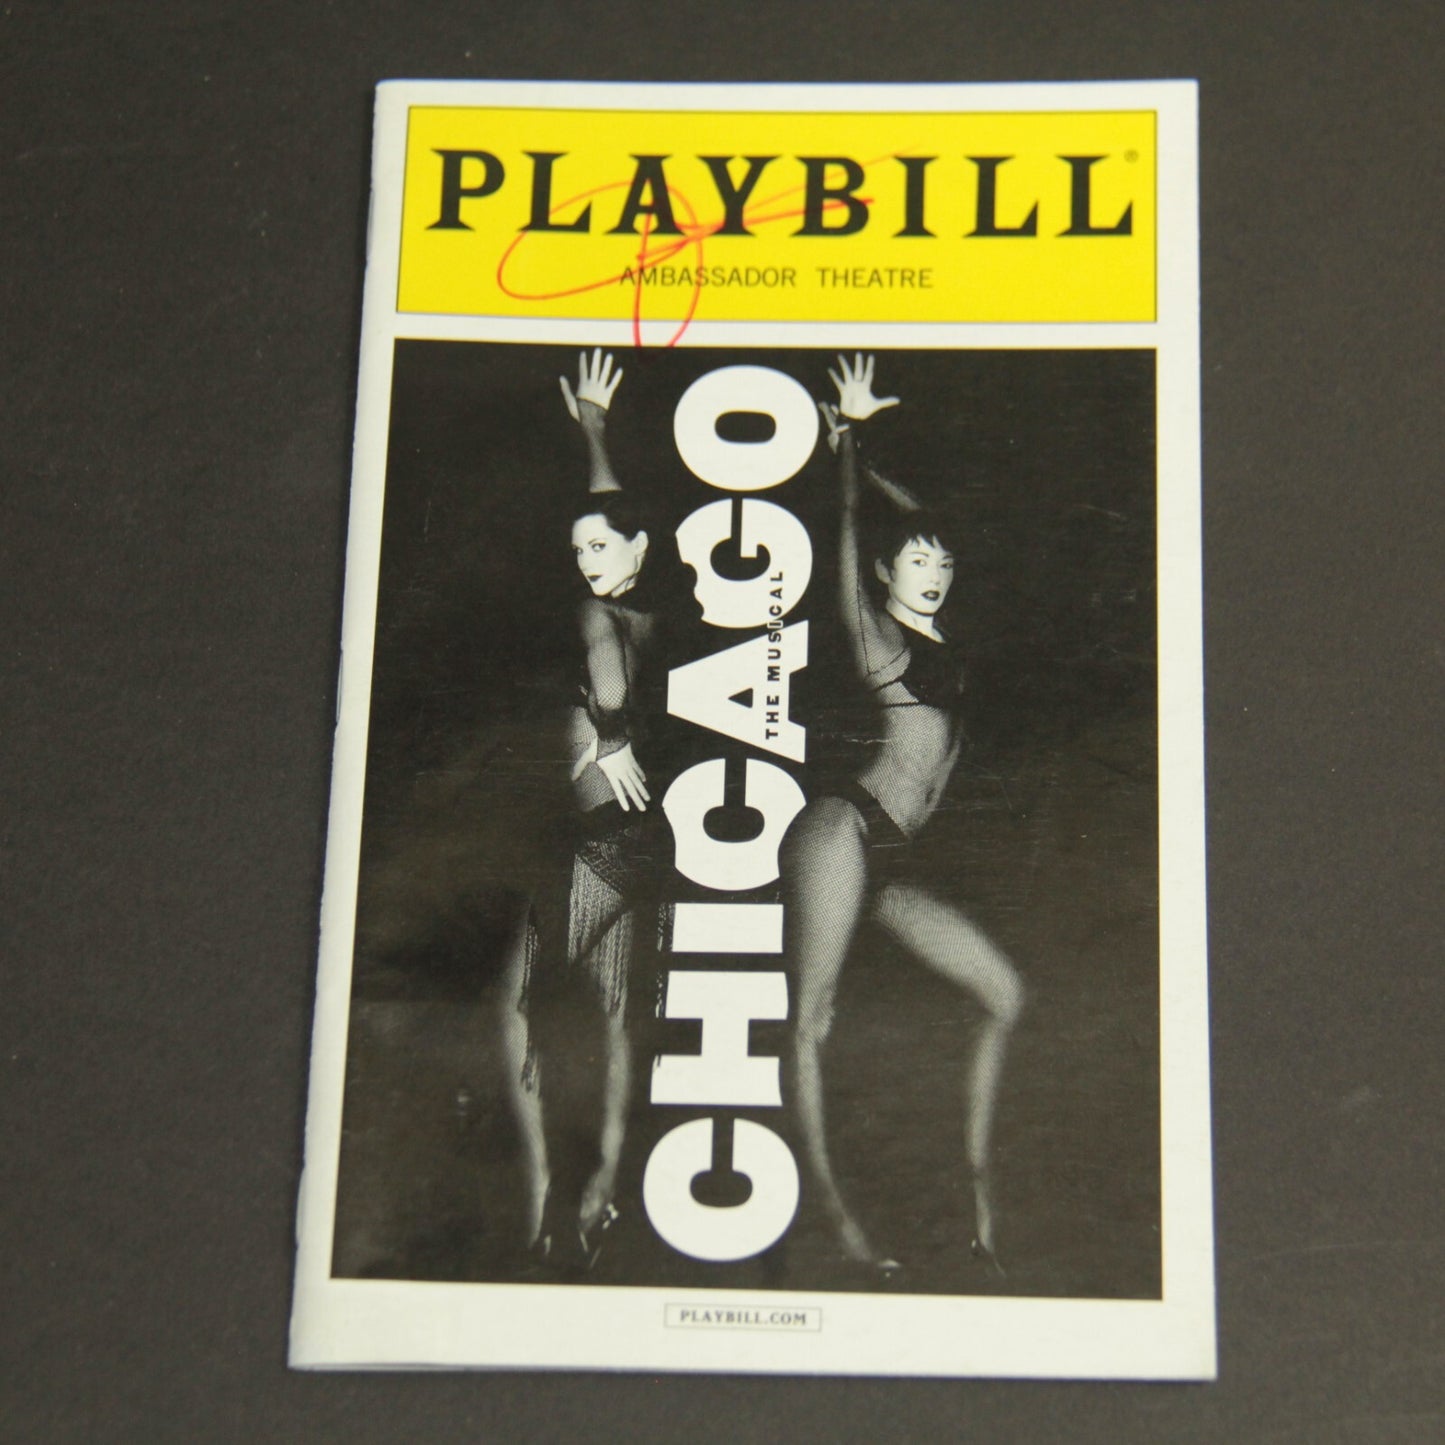 PLAYBILL®
AMBASSADOR THEATRE
CHICAGO
THE MUSICAL
PLAYBILL.COM